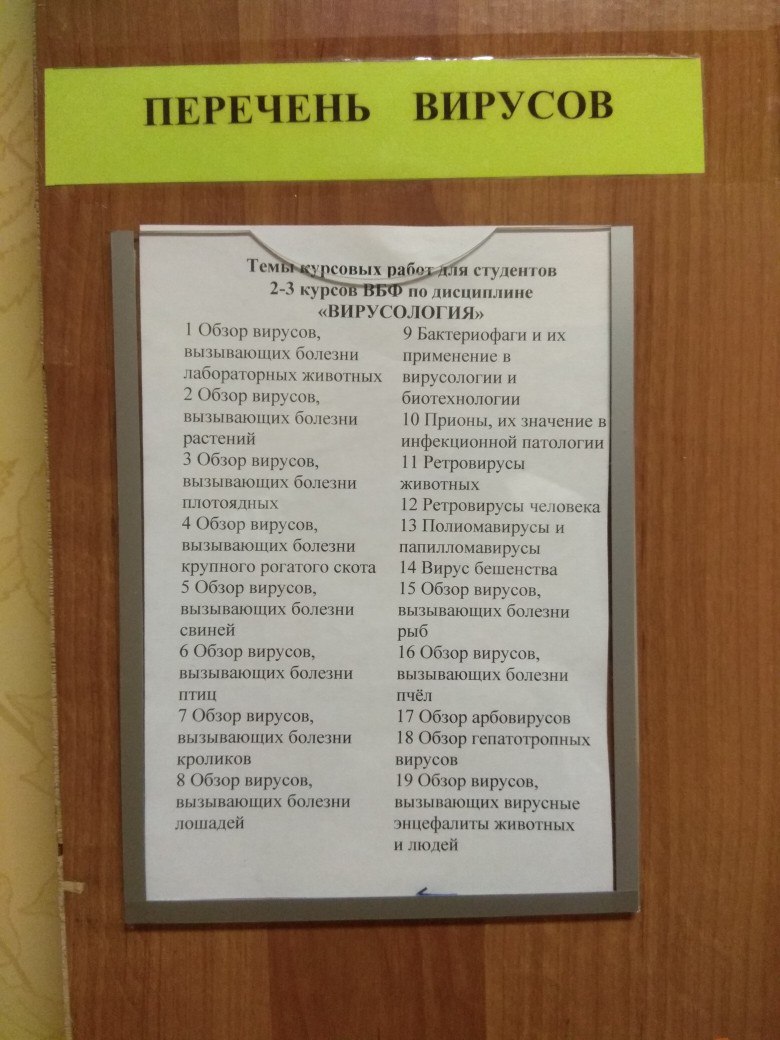 ПЕРЕЧЕНЬ ВИРУСОВ
Темы курсовых работ для студентов
2-3 курсов ВБФ по дисциплине
«ВИРУСОЛОГИЯ»
1 Обзор вирусов,
вызывающих болезни
лабораторных животных
2 Обзор вирусов,
вызывающих болезни
растений
3 Обзор вирусов,
вызывающих болезни
плотоядных
4 Обзор вирусов,
вызывающих болезни
крупного рогатого скота
5 Обзор вирусов,
вызывающих болезни
свиней
6 Обзор вирусов,
вызывающих болезни
птиц
7 Обзор вирусов,
вызывающих болезни
кроликов
8 Обзор вирусов,
вызывающих болезни
лошадей
9 Бактериофаги и их
применение в
вирусологии и
биотехнологии
10 Прионы, их значение в
инфекционной патологии
11 Ретровирусы
животных
12 Ретровирусы человека
13 Полиомавирусы и
папилломавирусы
14 Вирус бешенства
15 Обзор вирусов,
вызывающих болезни
рыб
16 Обзор вирусов,
вызывающих болезни
пчёл
17 Обзор арбовирусов
18 Обзор гепатотропных
вирусов
19 Обзор вирусов,
вызывающих вирусные
энцефалиты животных
и людей